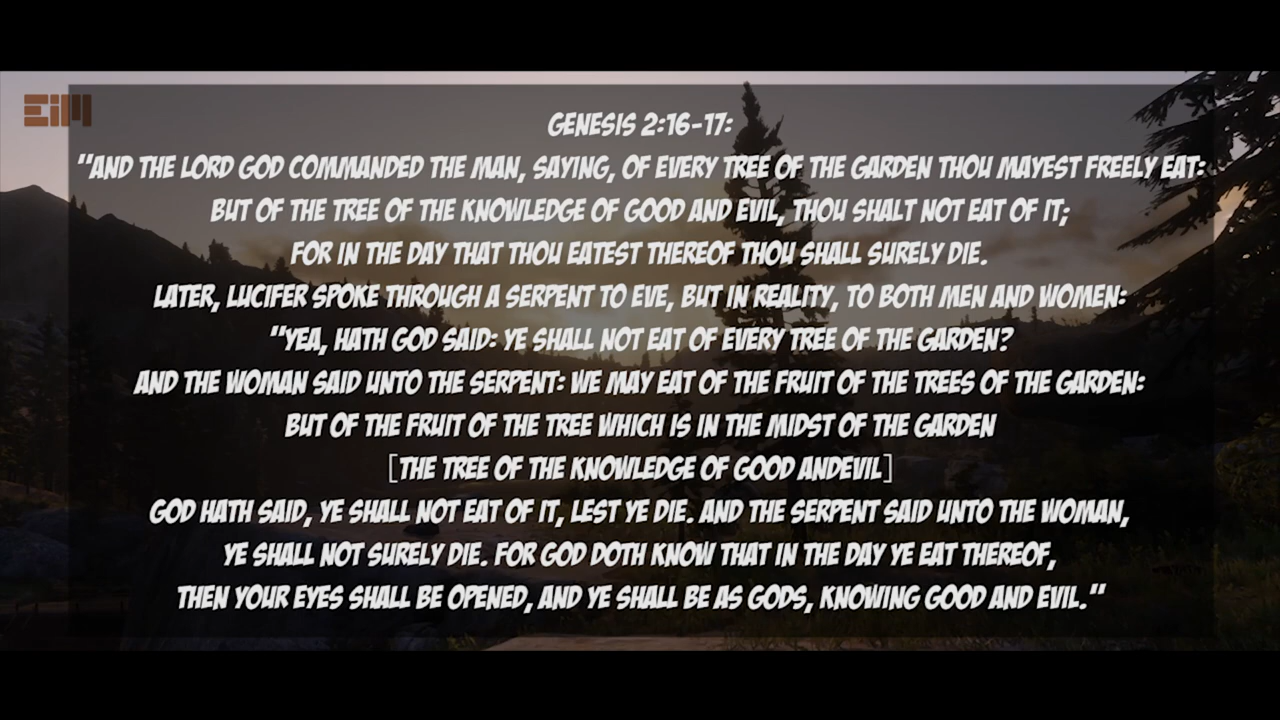 EiM
GENESIS 2:16-17:
"AND THE LORD GOD COMMANDED THE MAN, SAYING, OF EVERY TREE OF THE GARDEN THOU MAYEST FREELY EAT:
BUT OF THE TREE OF THE KNOWLEDGE OF GOOD AND EVIL, THOU SHALT NOT EAT OF IT;
FOR IN THE DAY THAT THOU EATEST THEREOF THOU SHALL SURELY DIE.
LATER, LUCIFER SPOKE THROUGH A SERPENT TO EVE, BUT IN REALITY, TO BOTH MEN AND WOMEN:
"YEA, HATH GOD SAID: YE SHALL NOT EAT OF EVERY TREE OF THE GARDEN?
AND THE WOMAN SAID UNTO THE SERPENT: WE MAY EAT OF THE FRUIT OF THE TREES OF THE GARDEN:
BUT OF THE FRUIT OF THE TREE WHICH IS IN THE MIDST OF THE GARDEN
[THE TREE OF THE KNOWLEDGE OF GOOD ANDEVIL]
GOD HATH SAID, YE SHALL NOT EAT OF IT, LEST YE DIE. AND THE SERPENT SAID UNTO THE WOMAN,
YE SHALL NOT SURELY DIE. FOR GOD DOTH KNOW THAT IN THE DAY YE EAT THEREOF,
THEN YOUR EYES SHALL BE OPENED, AND YE SHALL BE AS GODS, KNOWING GOOD AND EVIL."